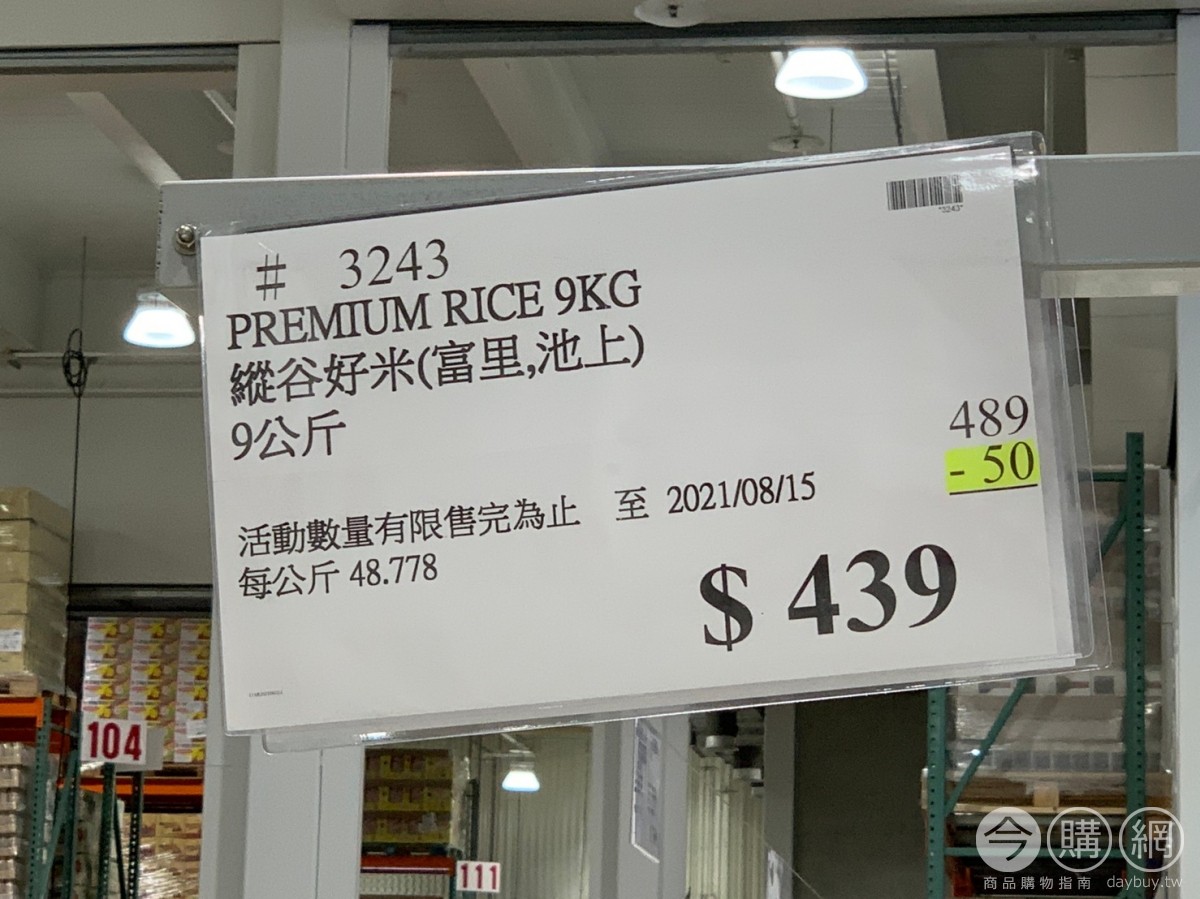 # 3243
"3243"
PREMIUM RICE 9KG
縱谷好米(富里,池上)
9公斤
489
- 50
活動數量有限售完為止 至 2021/08/15
每公斤 48.778
$ 439
104
111
今購網
商品購物指南 daybuy.tw